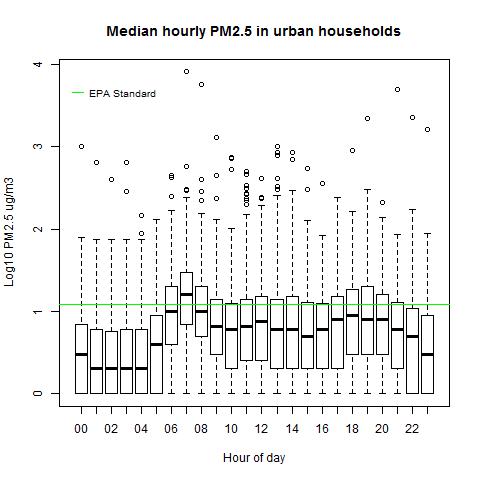 Median hourly PM2.5 in urban households
EPA Standard
Log10 PM2.5 ug/m3
4
3
2
1
0
00 02 04 06 08 10 12 14 16 18 20 22
Hour of day